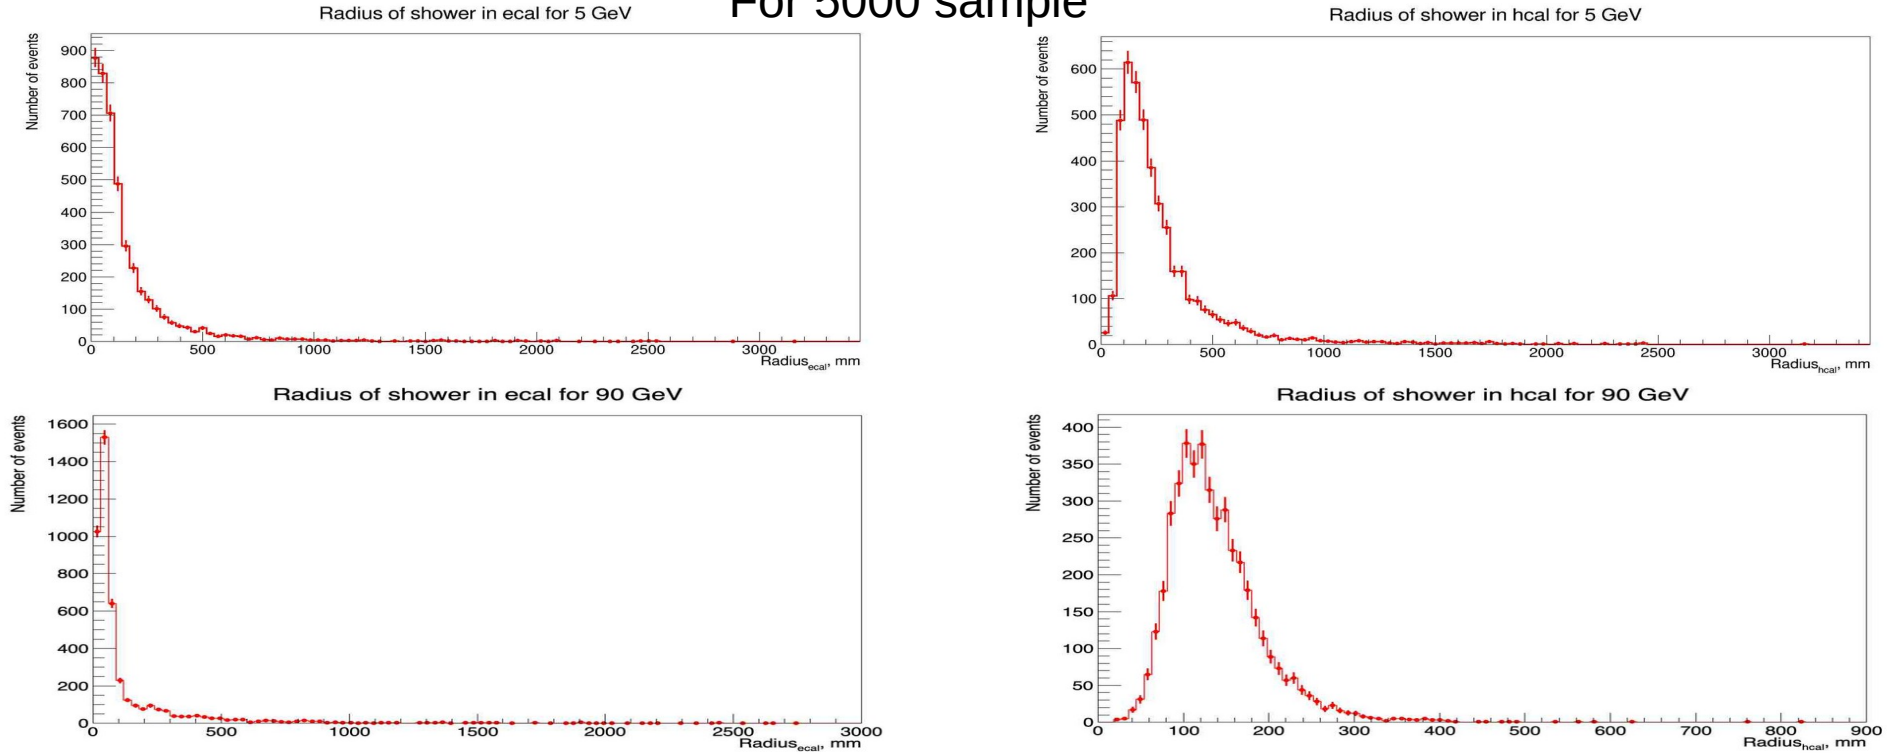 For 5000 sample
Radius of shower in ecal for 5 GeV
Number of events
900
800
700
600
500
400
300
200
100
0
0 500 1000 1500 2000 2500 3000
Radius_ecal, mm
Radius of shower in hcal for 5 GeV
Number of events
600
500
400
300
200
100
0
0 500 1000 1500 2000 2500 3000
Radius_hcal, mm
Radius of shower in ecal for 90 GeV
Number of events
1600
1400
1200
1000
800
600
400
200
0
0 500 1000 1500 2000 2500 3000
Radius_ecal, mm
Radius of shower in hcal for 90 GeV
Number of events
400
350
300
250
200
150
100
50
0
0 100 200 300 400 500 600 700 800 900
Radius_hcal, mm